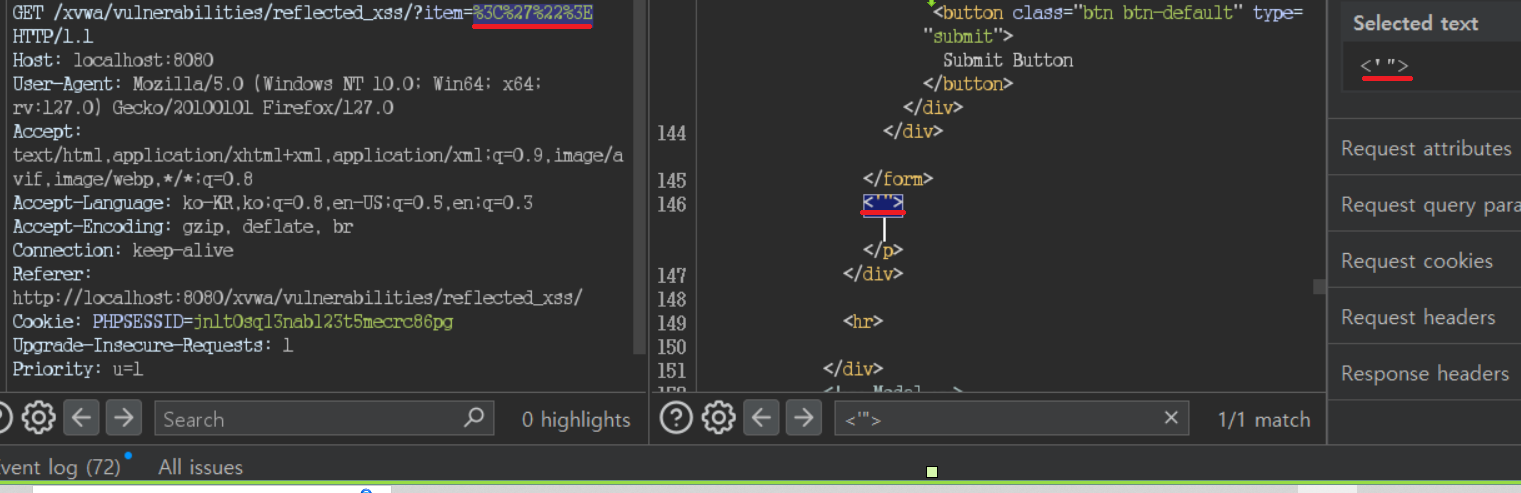 GET /xvwa/vulnerabilities/reflected_xss/?item=%3C%27%22%3E
HTTP/1.1
Host: localhost:8080
User-Agent: Mozilla/5.0 (Windows NT 10.0; Win64; x64;
rv:127.0) Gecko/20100101 Firefox/127.0
Accept:
text/html,application/xhtml+xml,application/xml;q=0.9,image/a
vif,image/webp,*/*;q=0.8
Accept-Language: ko-KR,ko;q=0.8,en-US;q=0.5,en;q=0.3
Accept-Encoding: gzip, deflate, br
Connection: keep-alive
Referer:
http://localhost:8080/xvwa/vulnerabilities/reflected_xss/
Cookie: PHPSESSID=jnlt0sql3nabl23t5mecrc86pg
Upgrade-Insecure-Requests: 1
Priority: u=1
Search
0 highlights
<button class="btn btn-default" type=
"submit">
Submit Button
</button>
</div>
144 </div>
145 </form>
146 <'">
</p>
147 </div>
148
149 <hr>
150
151 </div>
<'">
1/1 match
Selected text
<'">
Request attributes
Request query para
Request cookies
Request headers
Response headers
vent log (72)
All issues